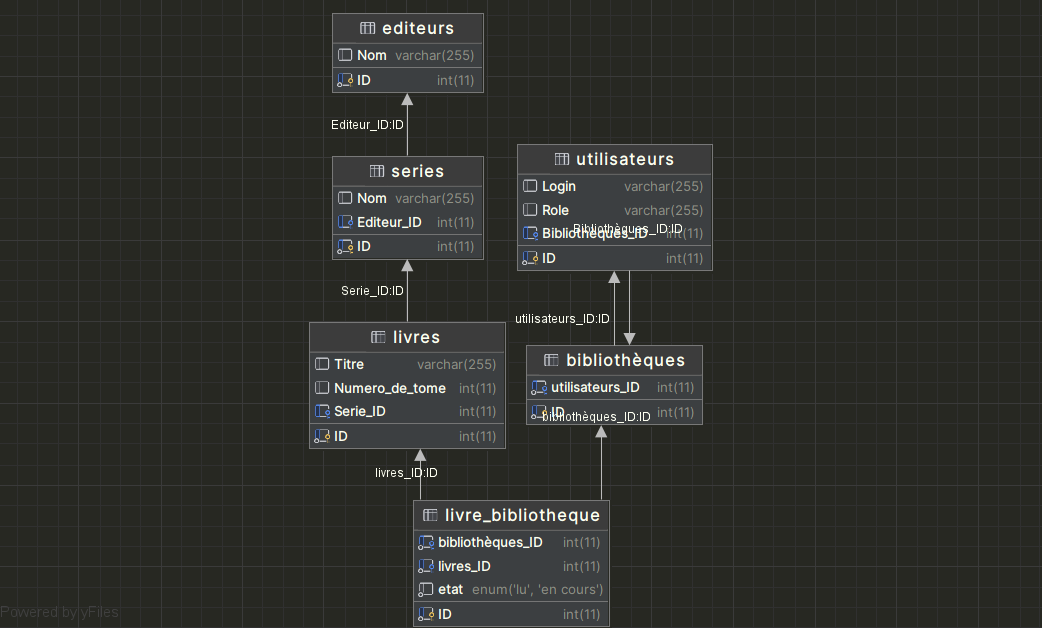 editeurs
Nom varchar(255)
ID int(11)
Editeur_ID:ID
series
Nom varchar(255)
Editeur_ID int(11)
ID int(11)
Serie_ID:ID
livres
Titre varchar(255)
Numero_de_tome int(11)
Serie_ID int(11)
ID int(11)
livres_ID:ID
utilisateurs
Login varchar(255)
Role varchar(255)
Bibliothèques_ID:ID
Bibliothèques_ID int(11)
ID int(11)
utilisateurs_ID:ID
bibliothèques
utilisateurs_ID int(11)
ID int(11)
bibliothèques_ID:ID
livre_bibliotheque
bibliothèques_ID int(11)
livres_ID int(11)
etat enum('lu', 'en cours')
ID int(11)
Powered by yFiles